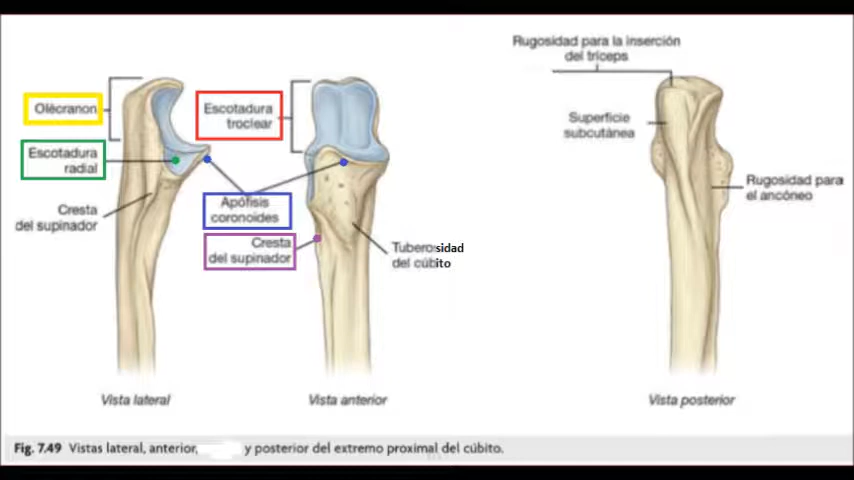 Rugosidad para la inserción
del tríceps
Olécranon
Escotadura
troclear
Superficie
subcutánea
Escotadura
radial
Rugosidad para
el ancóneo
Apófisis
coronoides
Cresta
del supinador
Cresta
del supinador
Tuberosidad
del cúbito
Vista lateral
Vista anterior
Vista posterior
Fig. 7.49 Vistas lateral, anterior, y posterior del extremo proximal del cúbito.